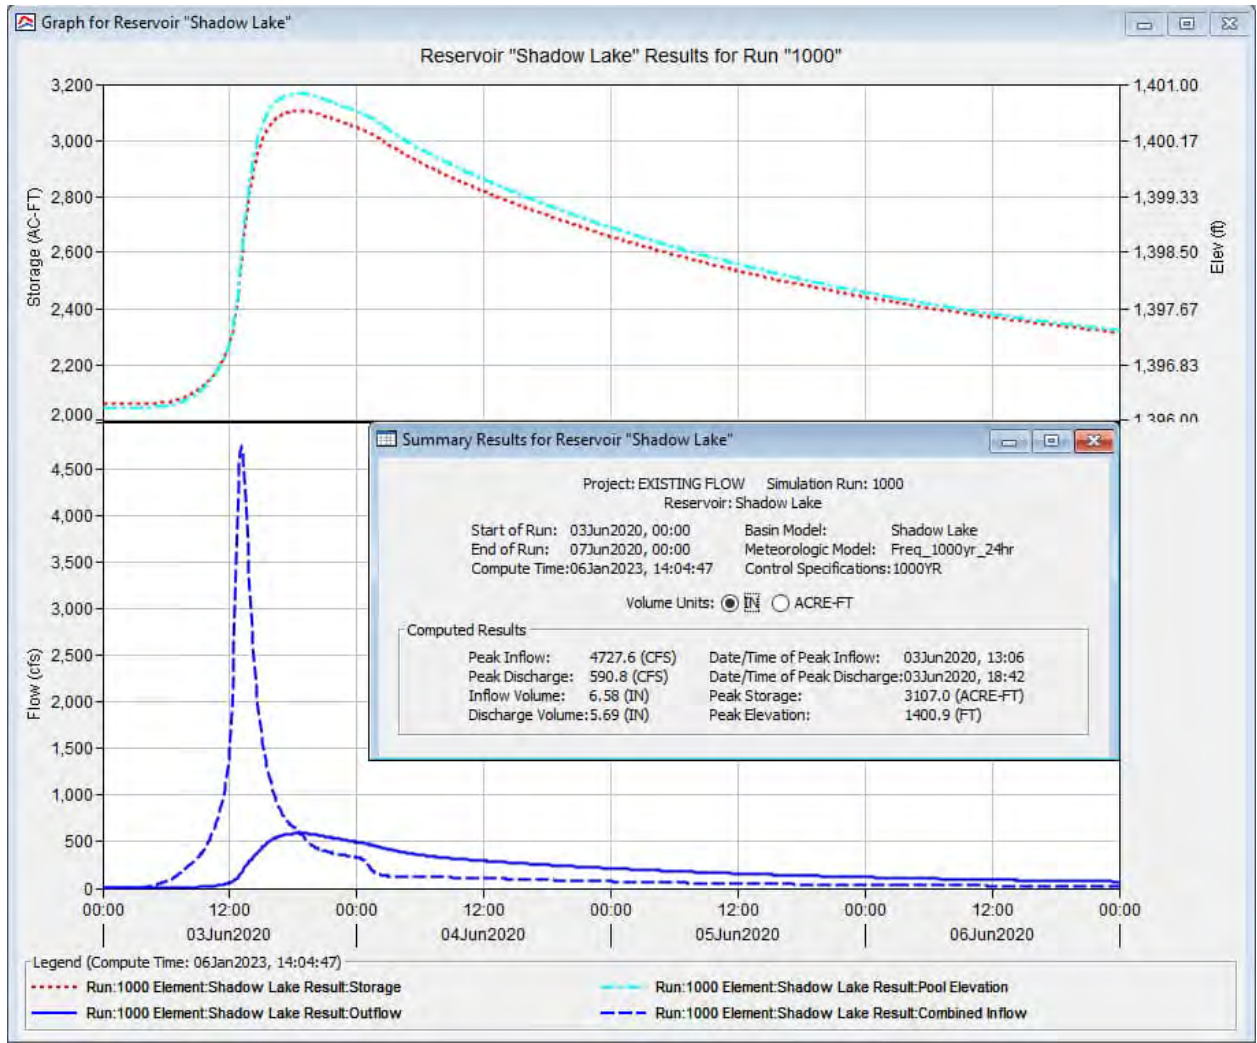 Graph for Reservoir "Shadow Lake"
Reservoir "Shadow Lake" Results for Run "1000"
3,200
3,000
2,800
2,600
2,400
2,200
2,000
Storage (AC-FT)
1,401.00
1,400.17
1,399.33
1,398.50
1,397.67
1,396.83
1,396.00
Elev (ft)
4,500
4,000
3,500
3,000
2,500
2,000
1,500
1,000
500
0
Flow (cfs)
Summary Results for Reservoir "Shadow Lake"
Project: EXISTING FLOW Simulation Run: 1000
Reservoir: Shadow Lake
Start of Run: 03Jun2020, 00:00 Basin Model: Shadow Lake
End of Run: 07Jun2020, 00:00 Meteorologic Model: Freq_1000yr_24hr
Compute Time:06Jan2023, 14:04:47 Control Specifications:1000YR
Volume Units: IN ACRE-FT
Computed Results
Peak Inflow: 4727.6 (CFS) Date/Time of Peak Inflow: 03Jun2020, 13:06
Peak Discharge: 590.8 (CFS) Date/Time of Peak Discharge:03Jun2020, 18:42
Inflow Volume: 6.58 (IN) Peak Storage: 3107.0 (ACRE-FT)
Discharge Volume:5.69 (IN) Peak Elevation: 1400.9 (FT)
00:00 12:00 00:00 12:00 00:00 12:00 00:00 12:00 00:00
03Jun2020 04Jun2020 05Jun2020 06Jun2020
Legend (Compute Time: 06Jan2023, 14:04:47)
Run:1000 Element:Shadow Lake Result:Storage Run:1000 Element:Shadow Lake Result:Pool Elevation
Run:1000 Element:Shadow Lake Result:Outflow Run:1000 Element:Shadow Lake Result:Combined Inflow